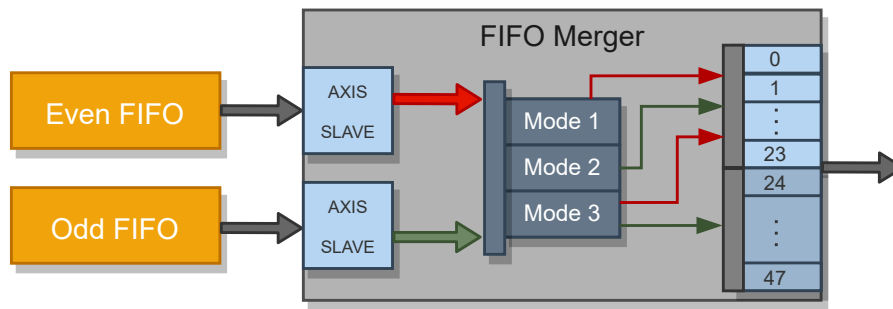 FIFO Merger
Even FIFO
AXIS
SLAVE
Odd FIFO
AXIS
SLAVE
Mode 1
Mode 2
Mode 3
0
1
⋮
23
24
⋮
47